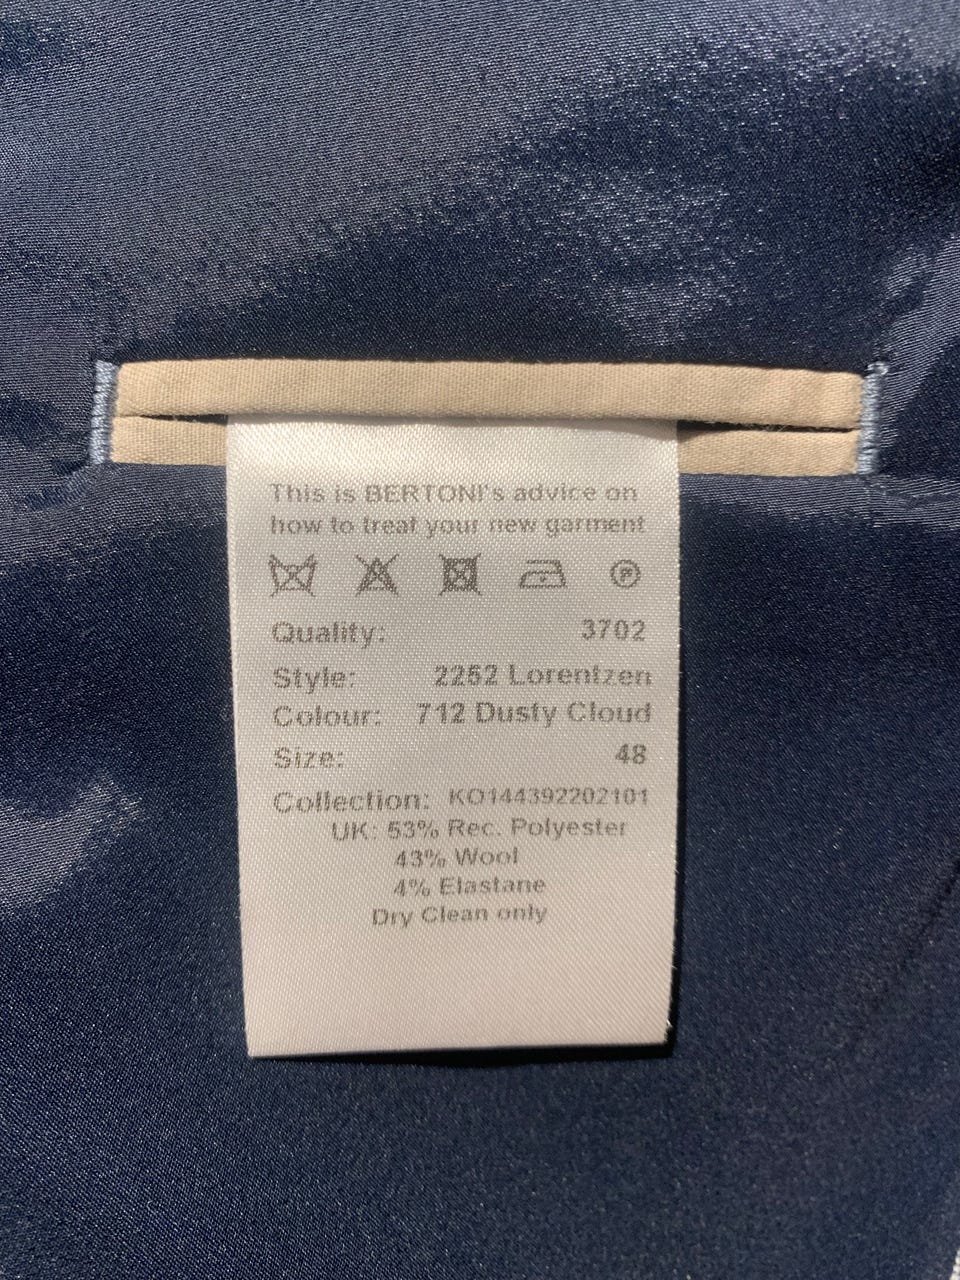 This is BERTONI's advice on
how to treat your new garment
P
Quality: 3702
Style: 2252 Lorentzen
Colour: 712 Dusty Cloud
Size: 48
Collection: KO144392202101
UK: 53% Rec. Polyester
43% Wool
4% Elastane
Dry Clean only